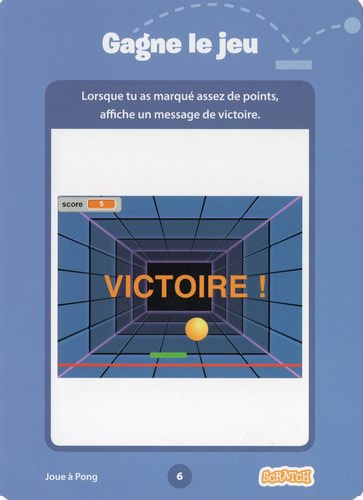 Gagne le jeu
Lorsque tu as marqué assez de points,
affiche un message de victoire.
score 5
VICTOIRE !
Joue à Pong
6
SCRATCH